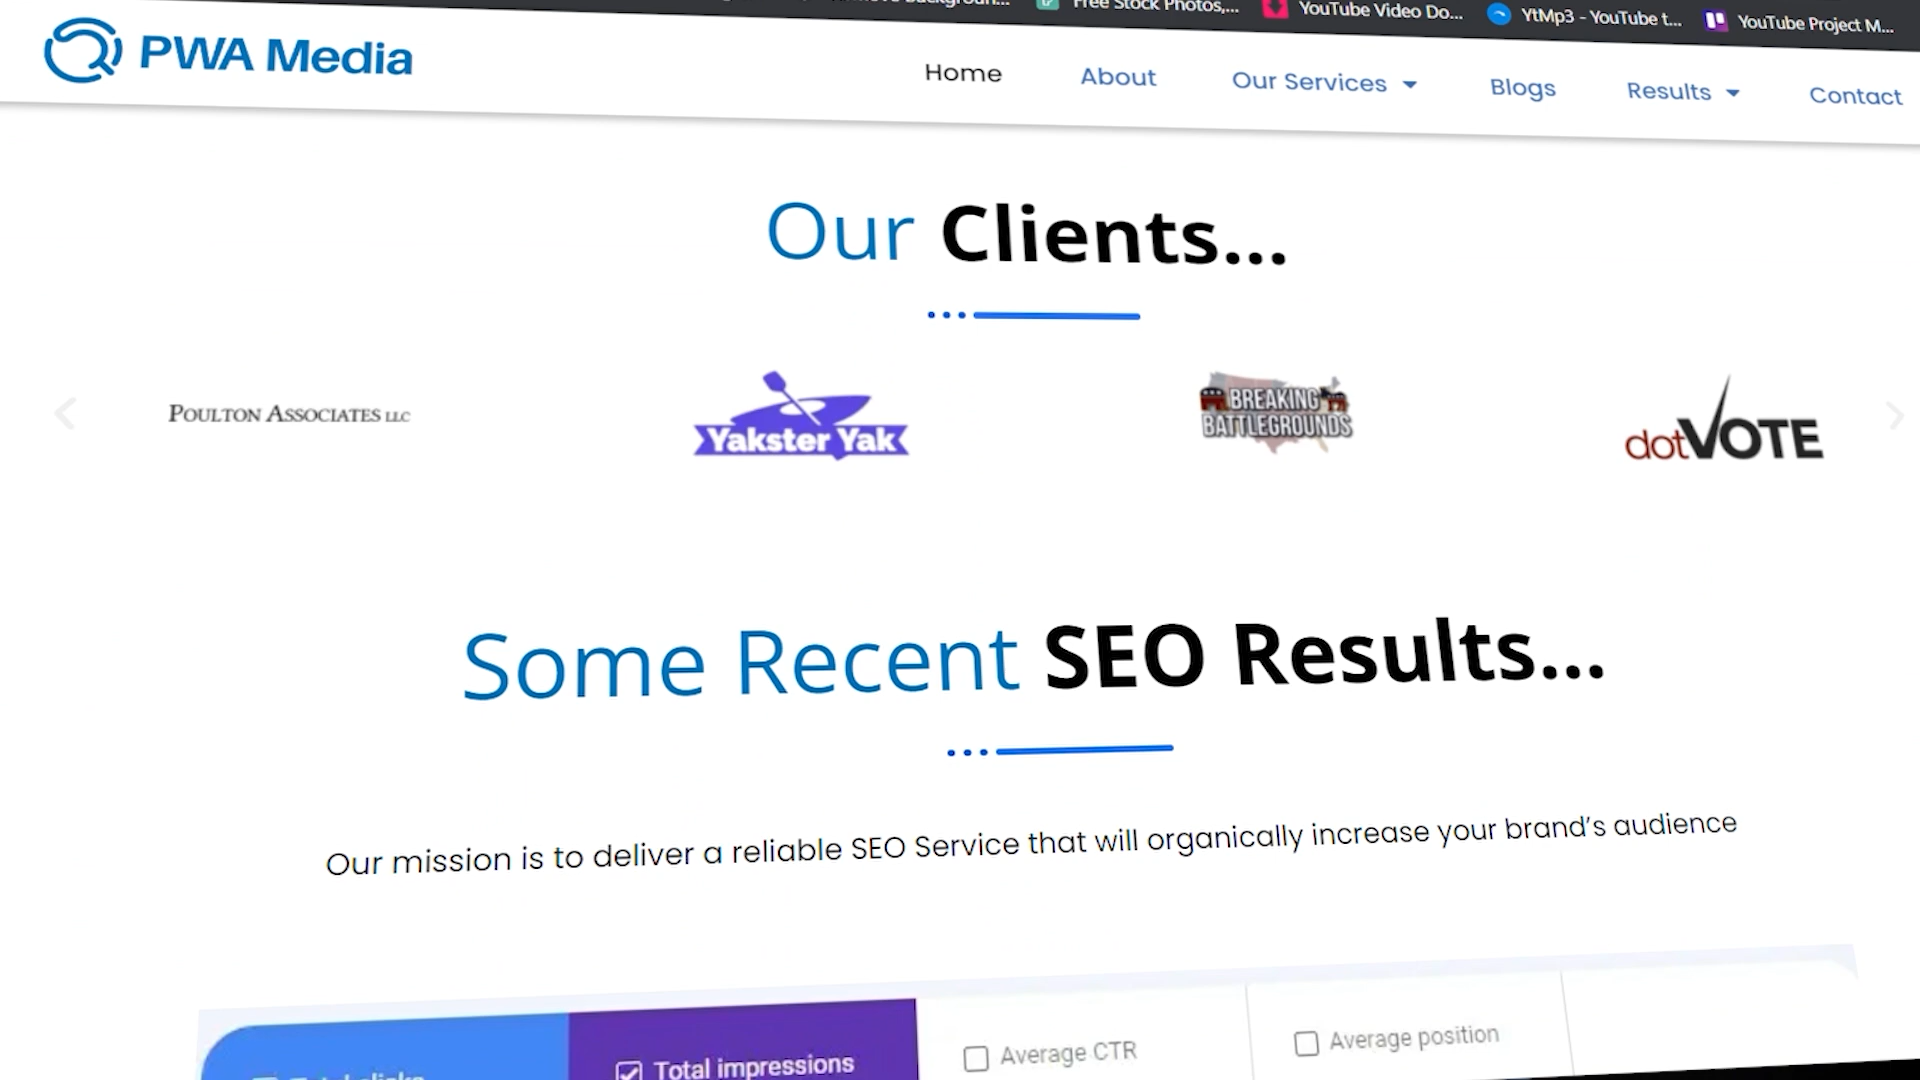 Free Stock Photos,...
YouTube Video Do...
YtMp3 - YouTube t...
YouTube Project M...
PWA Media
Home
About
Our Services
Blogs
Results
Contact
Our Clients...
POULTON ASSOCIATES LLC
Yakster Yak
BREAKING
BATTLEGROUNDS
dotVOTE
Some Recent SEO Results...
Our mission is to deliver a reliable SEO Service that will organically increase your brand's audience
Total impressions
Average CTR
Average position